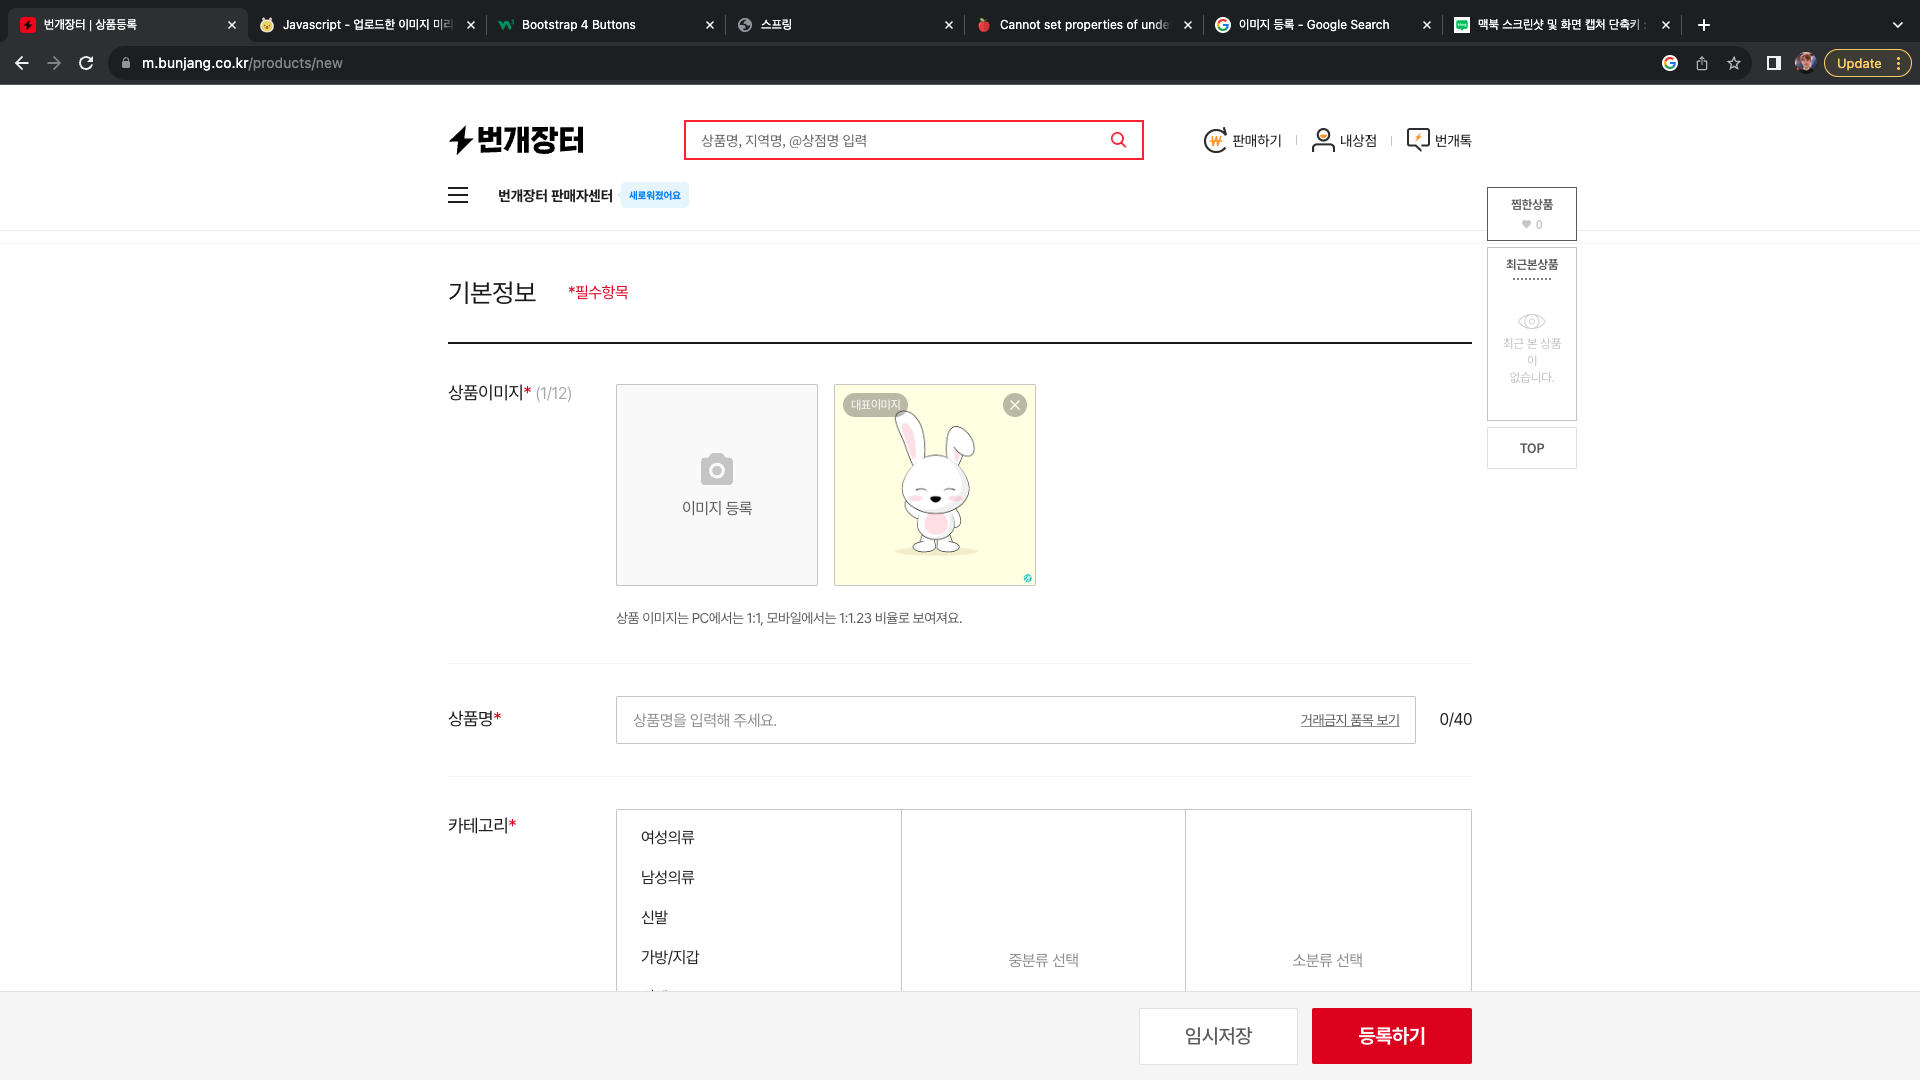 번개장터 | 상품등록
Javascript - 업로드한 이미지 미리
Bootstrap 4 Buttons
스프링
Cannot set properties of unde
이미지 등록 - Google Search
맥북 스크린샷 및 화면 캡처 단축키 :
m.bunjang.co.kr/products/new
Update
번개장터
상품명, 지역명, @상점명 입력
판매하기
내상점
번개톡
번개장터 판매자센터
새로워졌어요
찜한상품
0
최근본상품
최근 본 상품
이
없습니다.
TOP
기본정보
*필수항목
상품이미지* (1/12)
이미지 등록
대표이미지
상품 이미지는 PC에서는 1:1, 모바일에서는 1:1.23 비율로 보여져요.
상품명*
상품명을 입력해 주세요.
거래금지 품목 보기
0/40
카테고리*
여성의류
남성의류
신발
가방/지갑
중분류 선택
소분류 선택
임시저장
등록하기